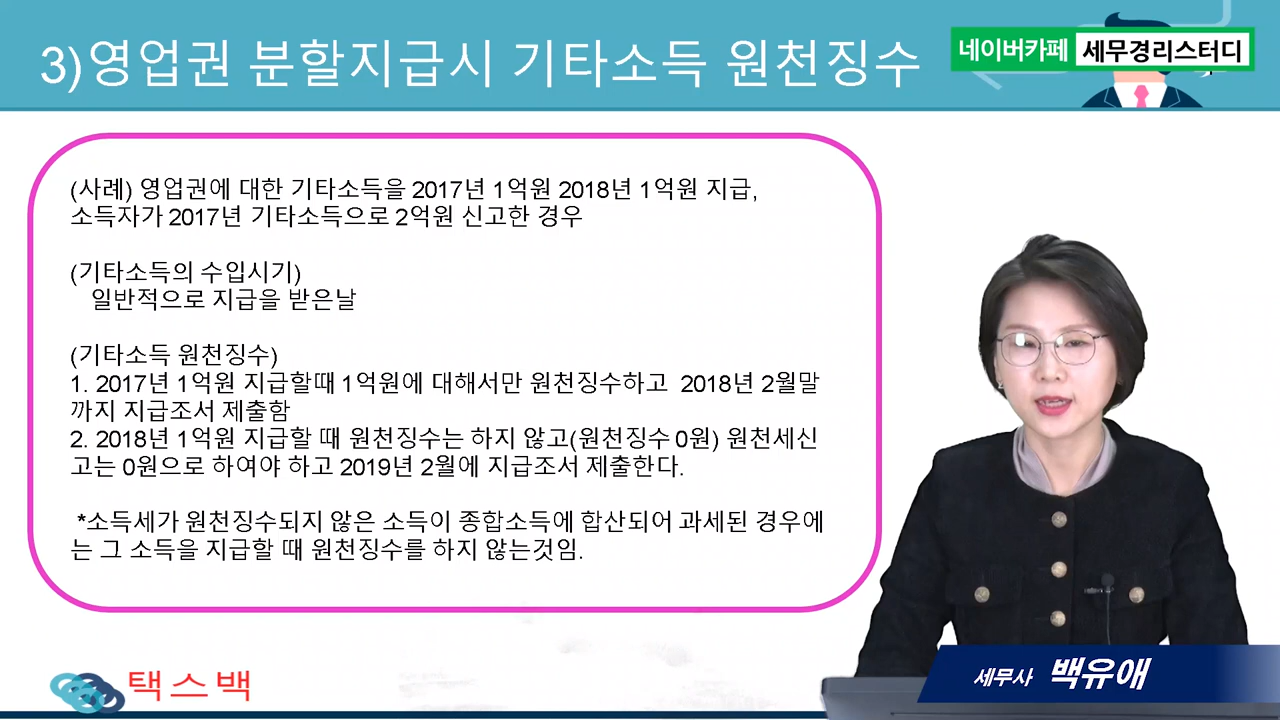 3)영업권 분할지급시 기타소득 원천징수
네이버카페 세무경리스터디
(사례) 영업권에 대한 기타소득을 2017년 1억원 2018년 1억원 지급,
소득자가 2017년 기타소득으로 2억원 신고한 경우
(기타소득의 수입시기)
일반적으로 지급을 받은날
(기타소득 원천징수)
1. 2017년 1억원 지급할때 1억원에 대해서만 원천징수하고 2018년 2월말
까지 지급조서 제출함
2. 2018년 1억원 지급할 때 원천징수는 하지 않고(원천징수 0원) 원천세신
고는 0원으로 하여야 하고 2019년 2월에 지급조서 제출한다.
*소득세가 원천징수되지 않은 소득이 종합소득에 합산되어 과세된 경우에
는 그 소득을 지급할 때 원천징수를 하지 않는것임.
택스백
세무사 백유애